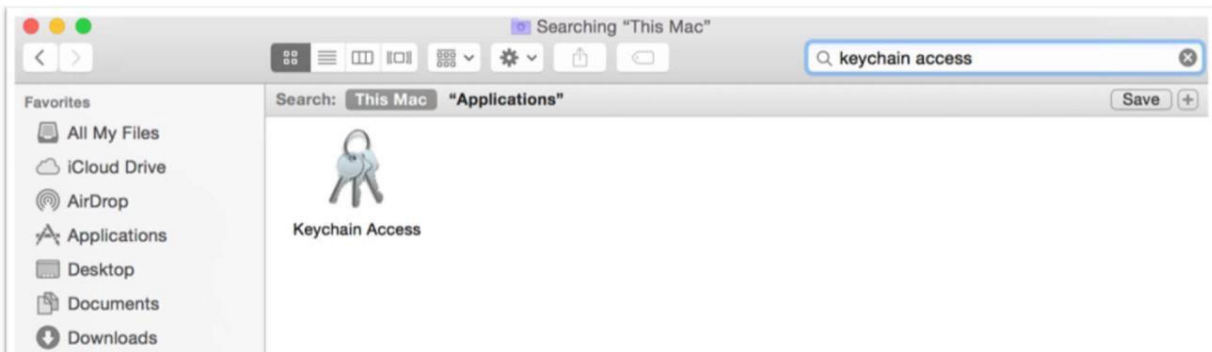 Searching "This Mac"
keychain access
Favorites
All My Files
iCloud Drive
AirDrop
Applications
Desktop
Documents
Downloads
Search: This Mac "Applications" Save +
Keychain Access